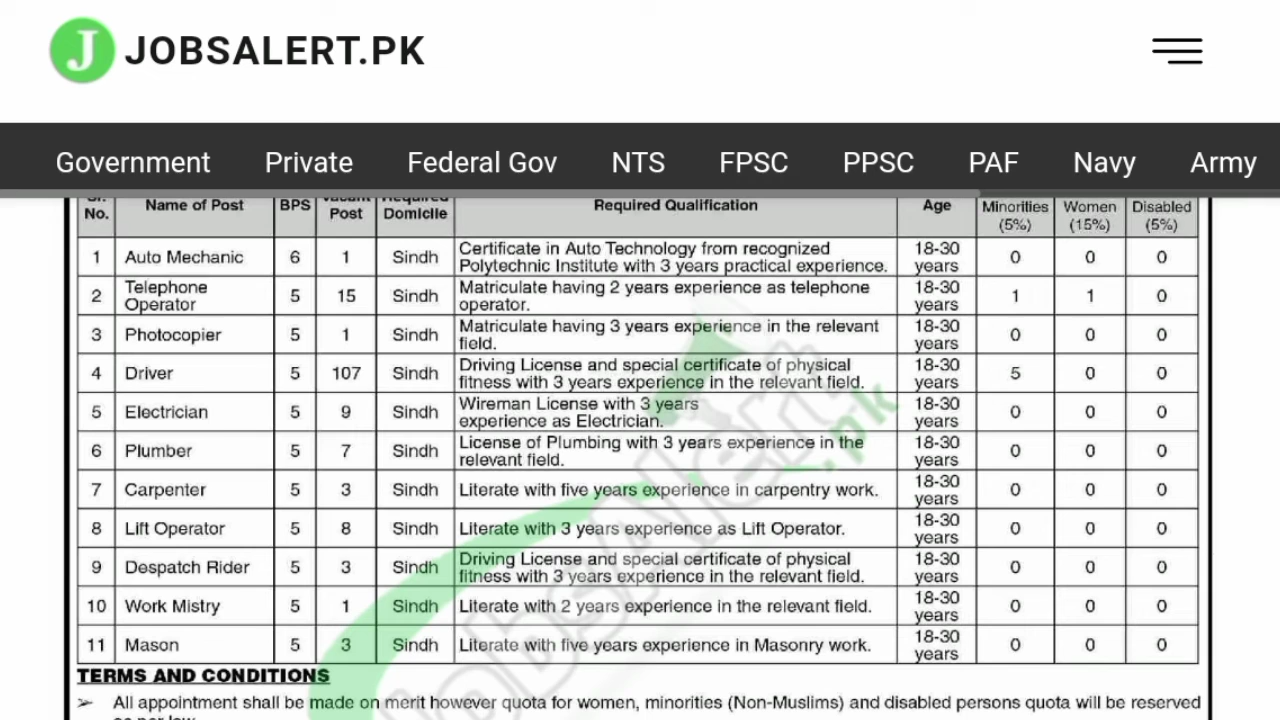 J JOBSALERT.PK
Government Private Federal Gov NTS FPSC PPSC PAF Navy Army
Sr. No. Name of Post BPS Vacant Post Required Domicile Required Qualification Age Minorities (5%) Women (15%) Disabled (5%)
1 Auto Mechanic 6 1 Sindh Certificate in Auto Technology from recognized Polytechnic Institute with 3 years practical experience. 18-30 years 0 0 0
2 Telephone Operator 5 15 Sindh Matriculate having 2 years experience as telephone operator. 18-30 years 1 1 0
3 Photocopier 5 1 Sindh Matriculate having 3 years experience in the relevant field. 18-30 years 0 0 0
4 Driver 5 107 Sindh Driving License and special certificate of physical fitness with 3 years experience in the relevant field. 18-30 years 5 0 0
5 Electrician 5 9 Sindh Wireman License with 3 years experience as Electrician. 18-30 years 0 0 0
6 Plumber 5 7 Sindh License of Plumbing with 3 years experience in the relevant field. 18-30 years 0 0 0
7 Carpenter 5 3 Sindh Literate with five years experience in carpentry work. 18-30 years 0 0 0
8 Lift Operator 5 8 Sindh Literate with 3 years experience as Lift Operator. 18-30 years 0 0 0
9 Despatch Rider 5 3 Sindh Driving License and special certificate of physical fitness with 3 years experience in the relevant field. 18-30 years 0 0 0
10 Work Mistry 5 1 Sindh Literate with 2 years experience in the relevant field. 18-30 years 0 0 0
11 Mason 5 3 Sindh Literate with five years experience in Masonry work. 18-30 years 0 0 0
TERMS AND CONDITIONS
➢ All appointment shall be made on merit however quota for women, minorities (Non-Muslims) and disabled persons quota will be reserved
as per law
JobsAlert.pk